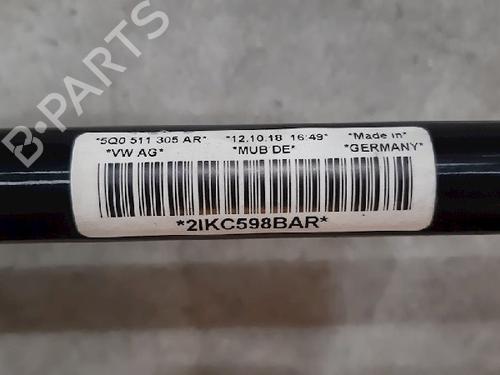 *5Q0 511 305 AR* *12.10.18 16:49* *Made in*
*VW AG* *MUB DE* *GERMANY*
*2IKC598BAR*
B-PARTS